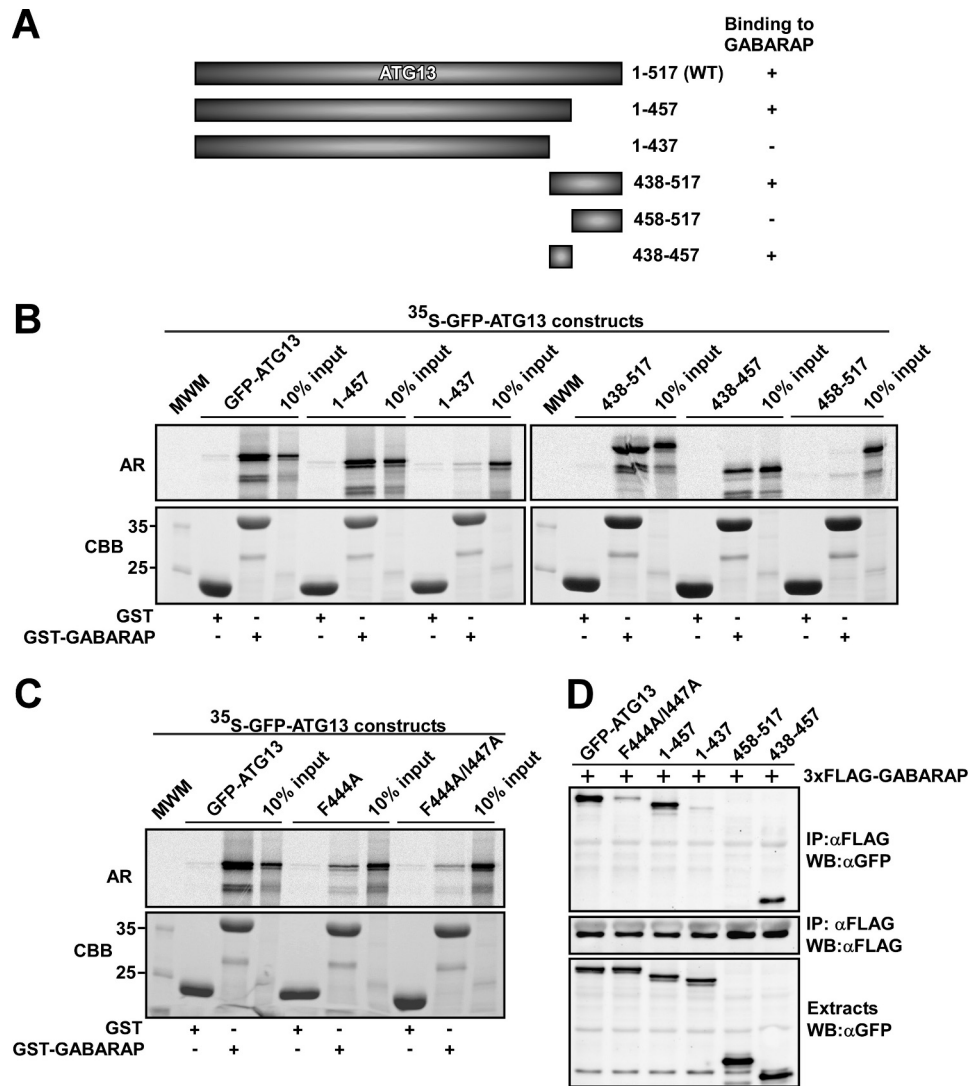 A
Binding to
GABARAP
ATG13 1-517 (WT) +
1-457 +
1-437 -
438-517 +
458-517 -
438-457 +
B
35S-GFP-ATG13 constructs
MWM GFP-ATG13 10% input 1-457 10% input 1-437 10% input MWM 438-517 10% input 438-457 10% input 458-517 10% input
AR
35-
CBB
25-
GST + - + - + - + - + - + -
GST-GABARAP - + - + - + - + - + - +
C
35S-GFP-ATG13 constructs
MWM GFP-ATG13 10% input F444A 10% input F444A/I447A 10% input
AR
35-
CBB
25-
GST + - + - + -
GST-GABARAP - + - + - +
D
GFP-ATG13 F444A/I447A 1-457 1-437 458-517 438-457
+ + + + + + 3xFLAG-GABARAP
IP:αFLAG
WB:αGFP
IP: αFLAG
WB:αFLAG
Extracts
WB:αGFP